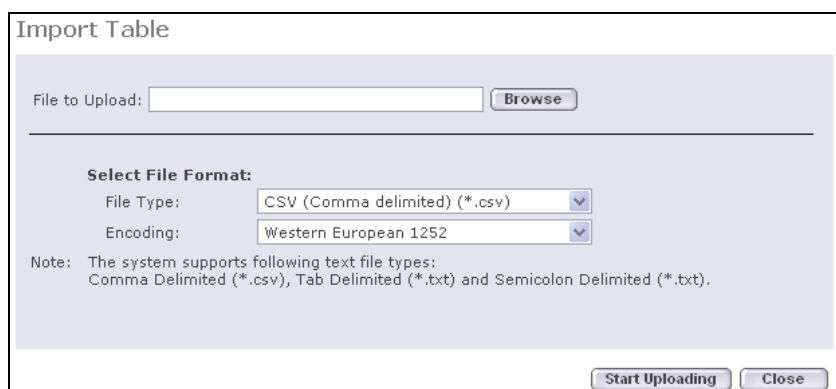 Import Table
File to Upload: Browse
Select File Format:
File Type: CSV (Comma delimited) (*.csv)
Encoding: Western European 1252
Note: The system supports following text file types:
Comma Delimited (*.csv), Tab Delimited (*.txt) and Semicolon Delimited (*.txt).
Start Uploading Close